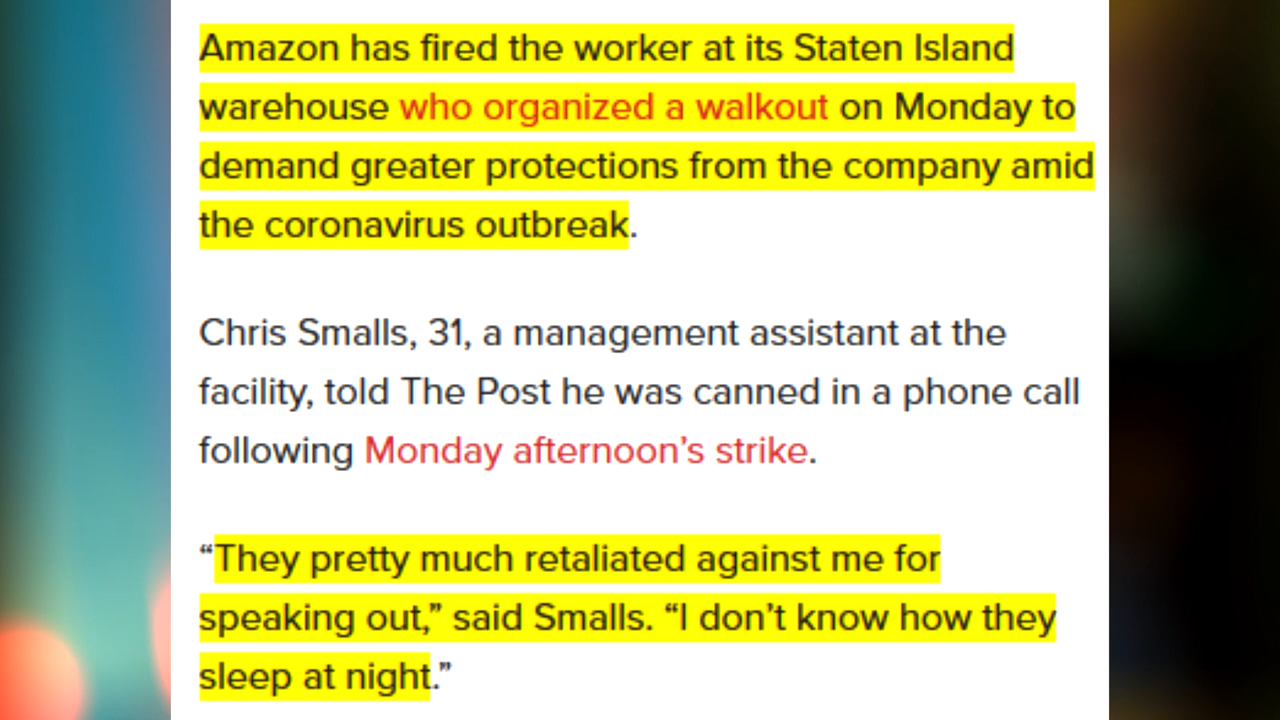 Amazon has fired the worker at its Staten Island
warehouse who organized a walkout on Monday to
demand greater protections from the company amid
the coronavirus outbreak.
Chris Smalls, 31, a management assistant at the
facility, told The Post he was canned in a phone call
following Monday afternoon’s strike.
“They pretty much retaliated against me for
speaking out,” said Smalls. “I don’t know how they
sleep at night.”